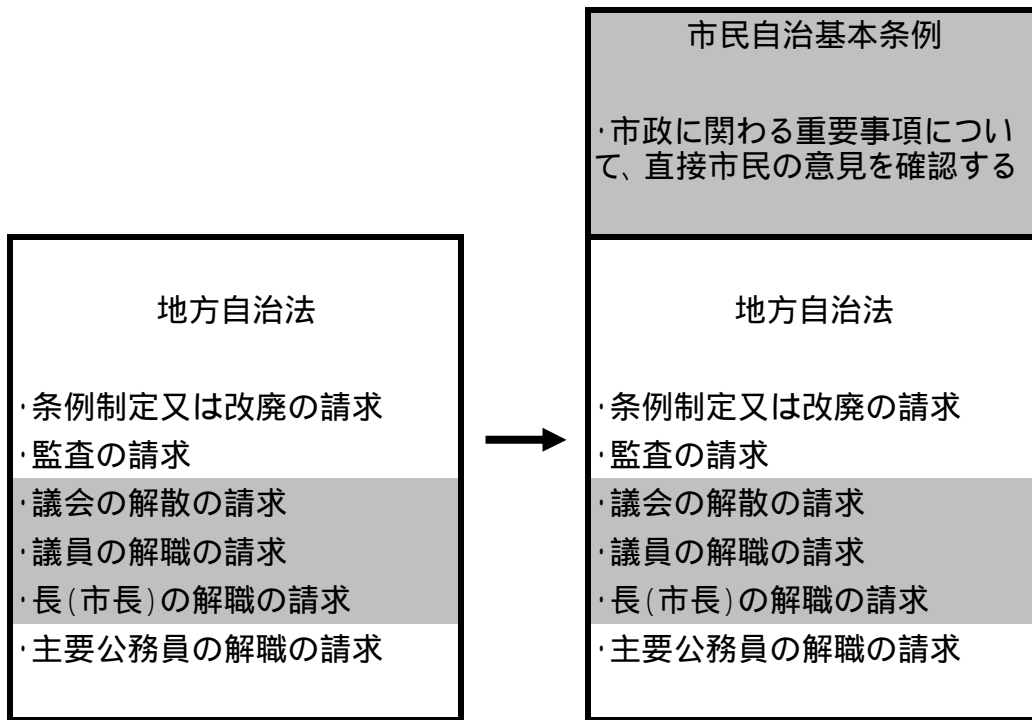 市民自治基本条例
・市政に関わる重要事項につい
て、直接市民の意見を確認する
地方自治法
・条例制定又は改廃の請求
・監査の請求
・議会の解散の請求
・議員の解職の請求
・長(市長)の解職の請求
・主要公務員の解職の請求
地方自治法
・条例制定又は改廃の請求
・監査の請求
・議会の解散の請求
・議員の解職の請求
・長(市長)の解職の請求
・主要公務員の解職の請求